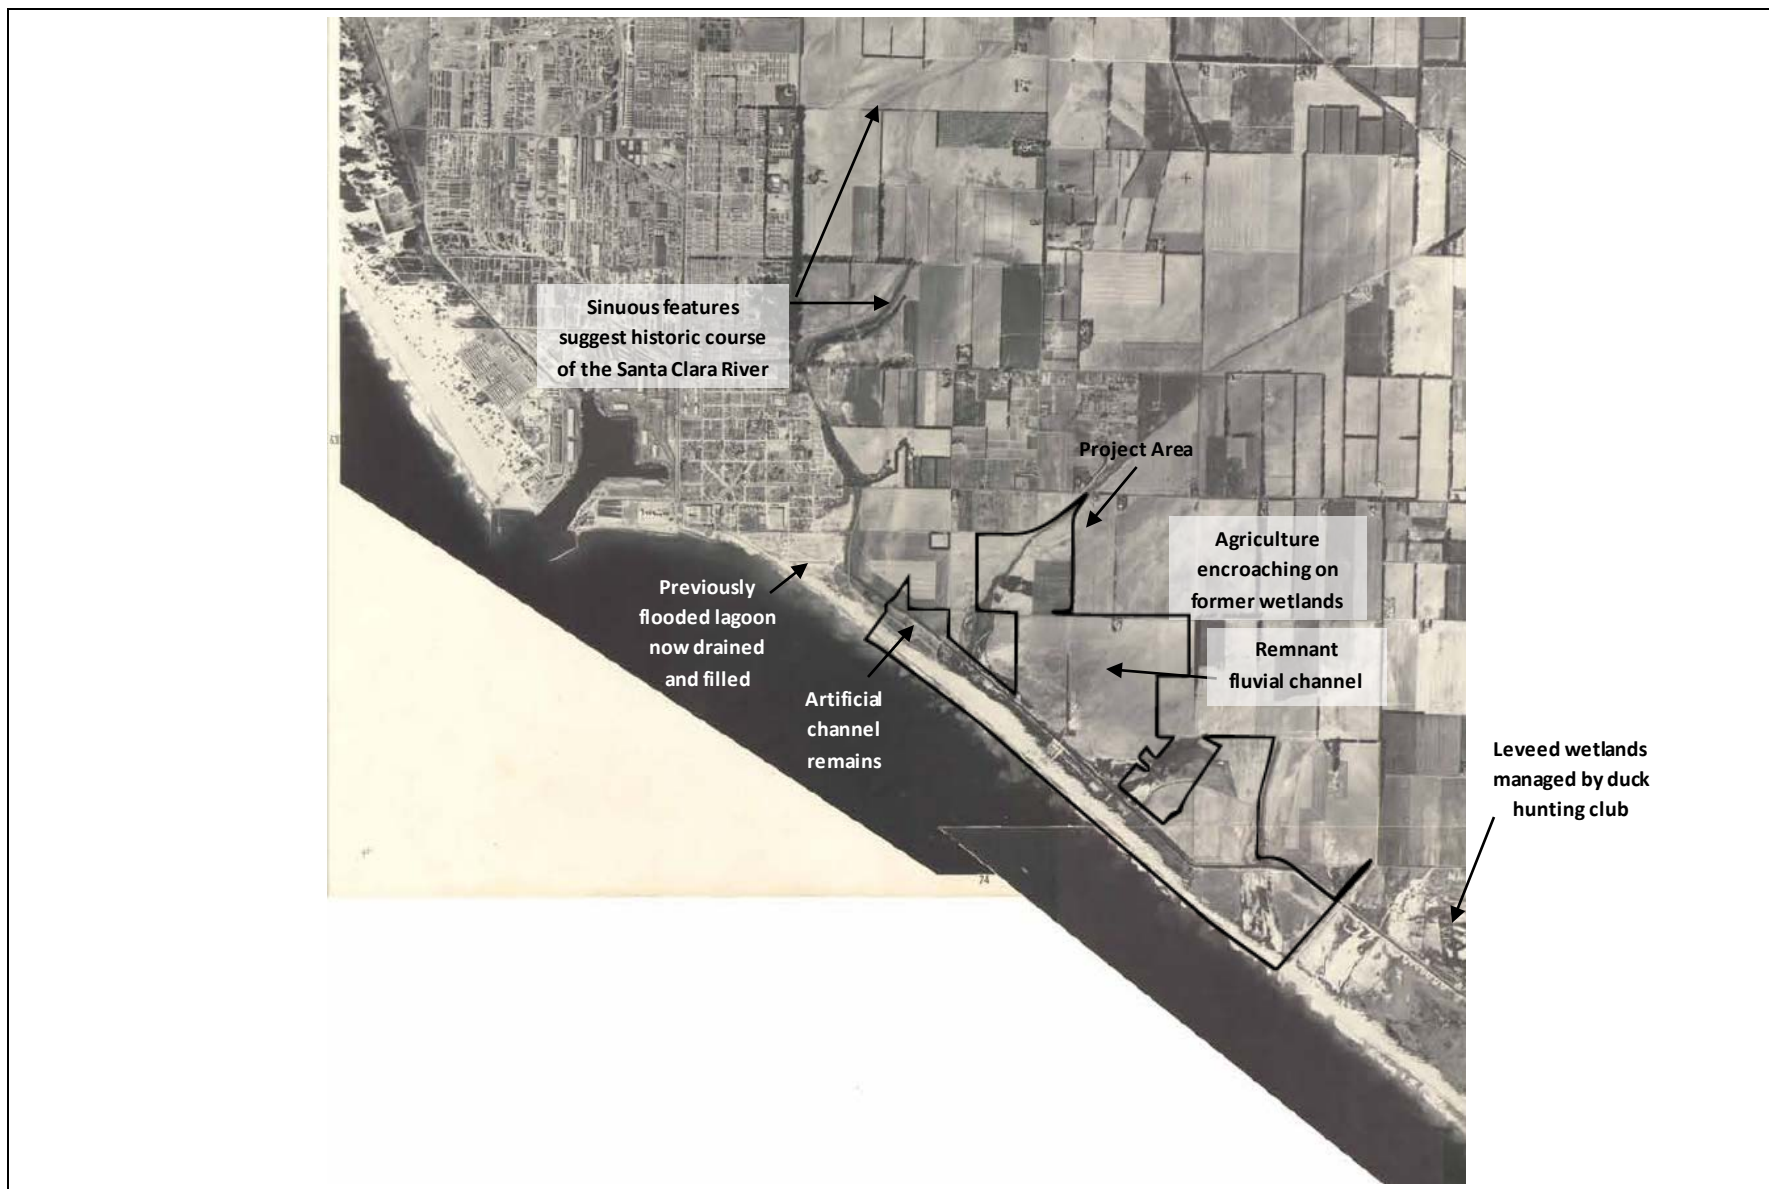 Sinuous features
suggest historic course
of the Santa Clara River
Project Area
Agriculture
encroaching on
former wetlands
Previously
flooded lagoon
now drained
and filled
Remnant
fluvial channel
Artificial
channel
remains
Leveed wetlands
managed by duck
hunting club
74